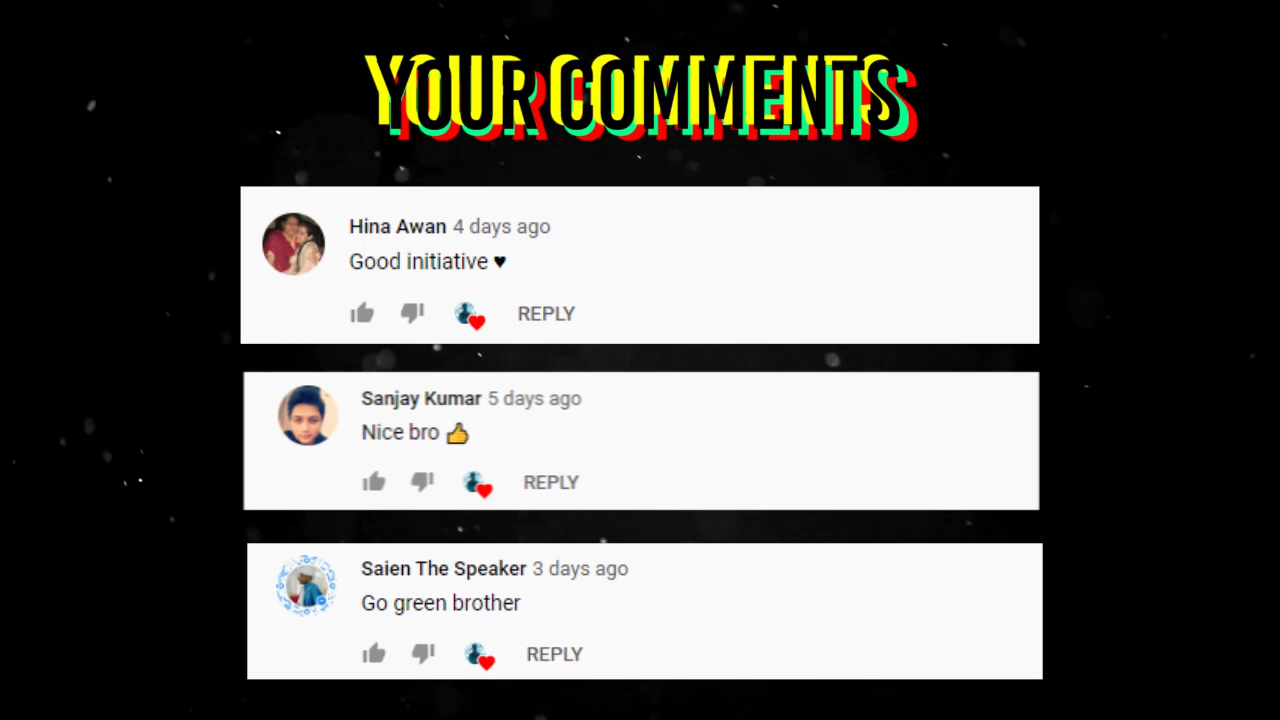 YOUR COMMENTS
Hina Awan 4 days ago
Good initiative ♥
REPLY
Sanjay Kumar 5 days ago
Nice bro 👍
REPLY
Saien The Speaker 3 days ago
Go green brother
REPLY